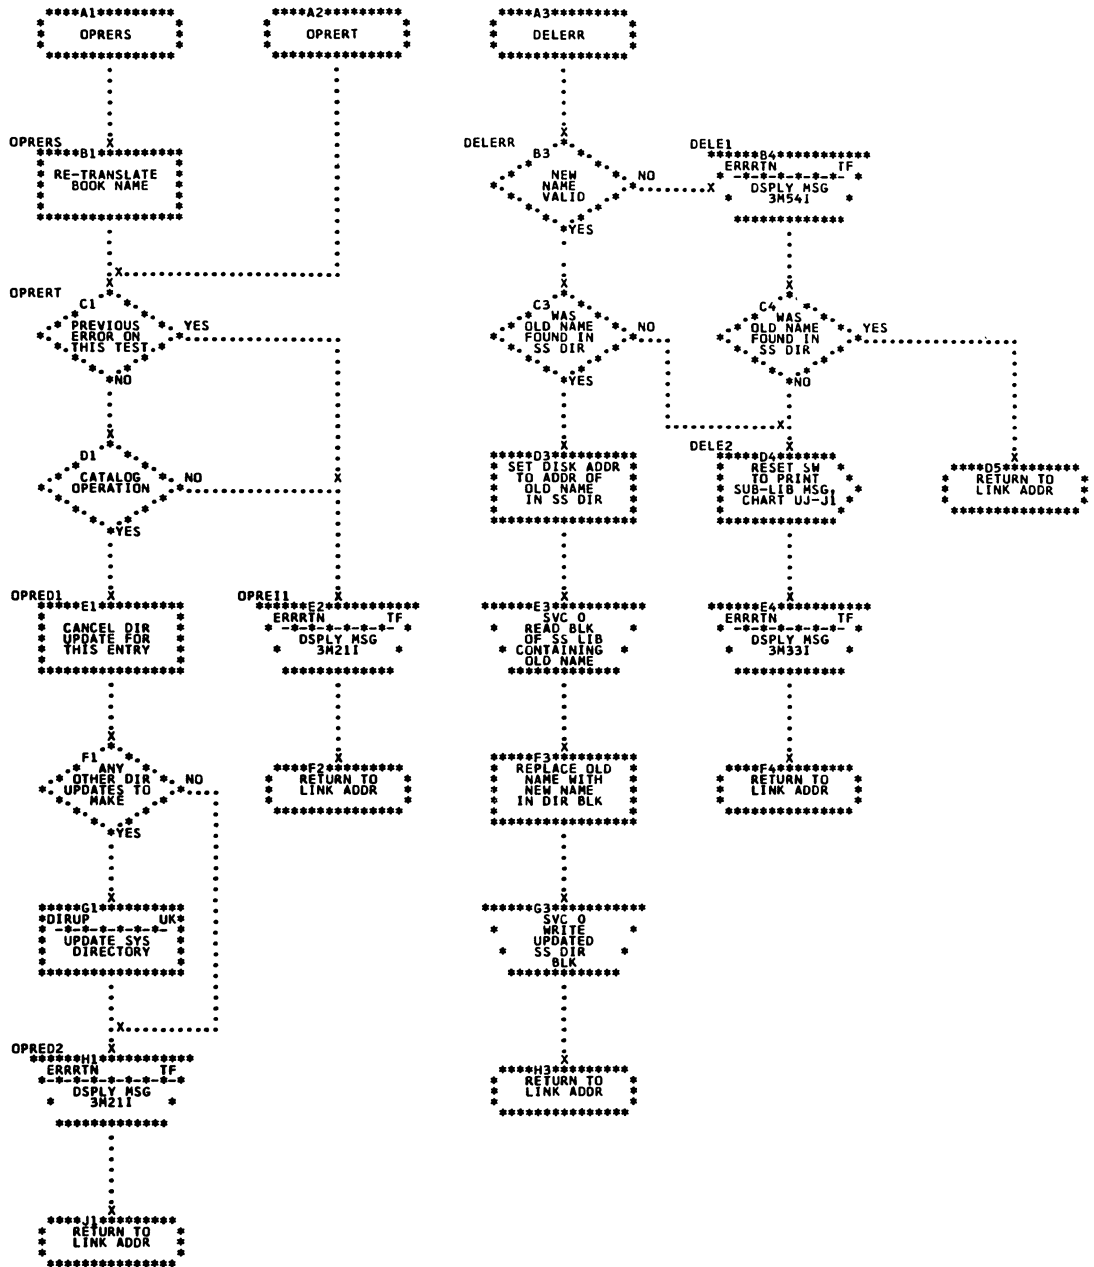 A1
OPRERS
A2
OPRERT
A3
DELERR
OPRERS
B1
RE-TRANSLATE
BOOK NAME
DELERR
B3
NEW
NAME
VALID
NO
YES
DELE1
B4
ERRRTN TF
DSPLY MSG
3M54I
OPRERT
C1
PREVIOUS
ERROR ON
THIS TEST
YES
NO
C3
WAS
OLD NAME
FOUND IN
SS DIR
NO
YES
C4
WAS
OLD NAME
FOUND IN
SS DIR
YES
NO
D1
CATALOG
OPERATION
NO
YES
D3
SET DISK ADDR
TO ADDR OF
OLD NAME
IN SS DIR
DELE2
D4
RESET SW
TO PRINT
SUB-LIB MSG,
CHART UJ-J1
D5
RETURN TO
LINK ADDR
OPRED1
E1
CANCEL DIR
UPDATE FOR
THIS ENTRY
OPREI1
E2
ERRRTN TF
DSPLY MSG
3M21I
E3
SVC 0
READ BLK
OF SS LIB
CONTAINING
OLD NAME
E4
ERRRTN TF
DSPLY MSG
3M33I
F1
ANY
OTHER DIR
UPDATES TO
MAKE
NO
YES
F2
RETURN TO
LINK ADDR
F3
REPLACE OLD
NAME WITH
NEW NAME
IN DIR BLK
F4
RETURN TO
LINK ADDR
G1
DIRUP UK
UPDATE SYS
DIRECTORY
G3
SVC 0
WRITE
UPDATED
SS DIR
BLK
OPRED2
H1
ERRRTN TF
DSPLY MSG
3M21I
H3
RETURN TO
LINK ADDR
J1
RETURN TO
LINK ADDR